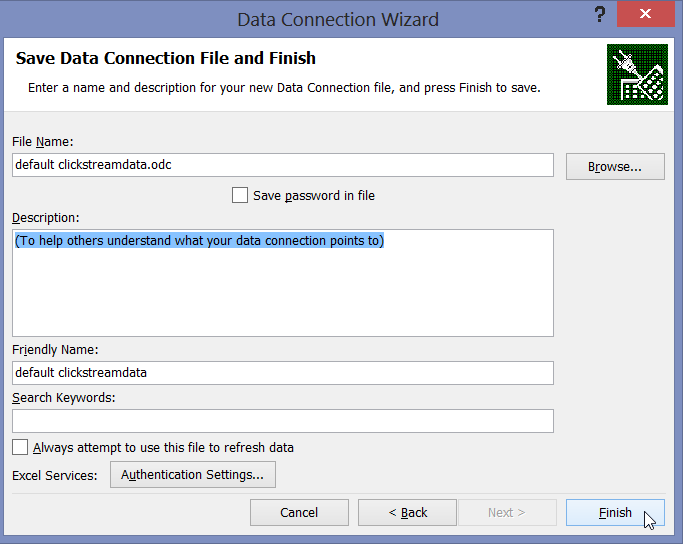 Data Connection Wizard
?
Save Data Connection File and Finish
Enter a name and description for your new Data Connection file, and press Finish to save.
File Name:
default clickstreamdata.odc
Browse...
Save password in file
Description:
(To help others understand what your data connection points to)
Friendly Name:
default clickstreamdata
Search Keywords:
Always attempt to use this file to refresh data
Excel Services:
Authentication Settings...
Cancel
< Back
Next >
Finish